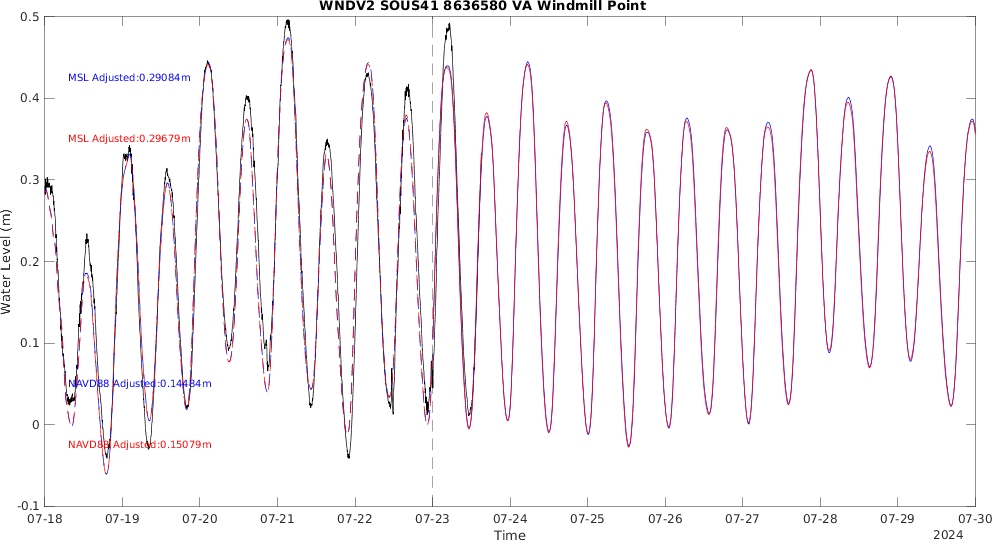 WNDV2 SOUS41 8636580 VA Windmill Point
0.5
MSL Adjusted:0.29084m
0.4
MSL Adjusted:0.29679m
0.3
Water Level (m)
0.2
0.1
NAVD88 Adjusted:0.14484m
0
NAVD88 Adjusted:0.15079m
-0.1
07-18 07-19 07-20 07-21 07-22 07-23 07-24 07-25 07-26 07-27 07-28 07-29 07-30
Time
2024